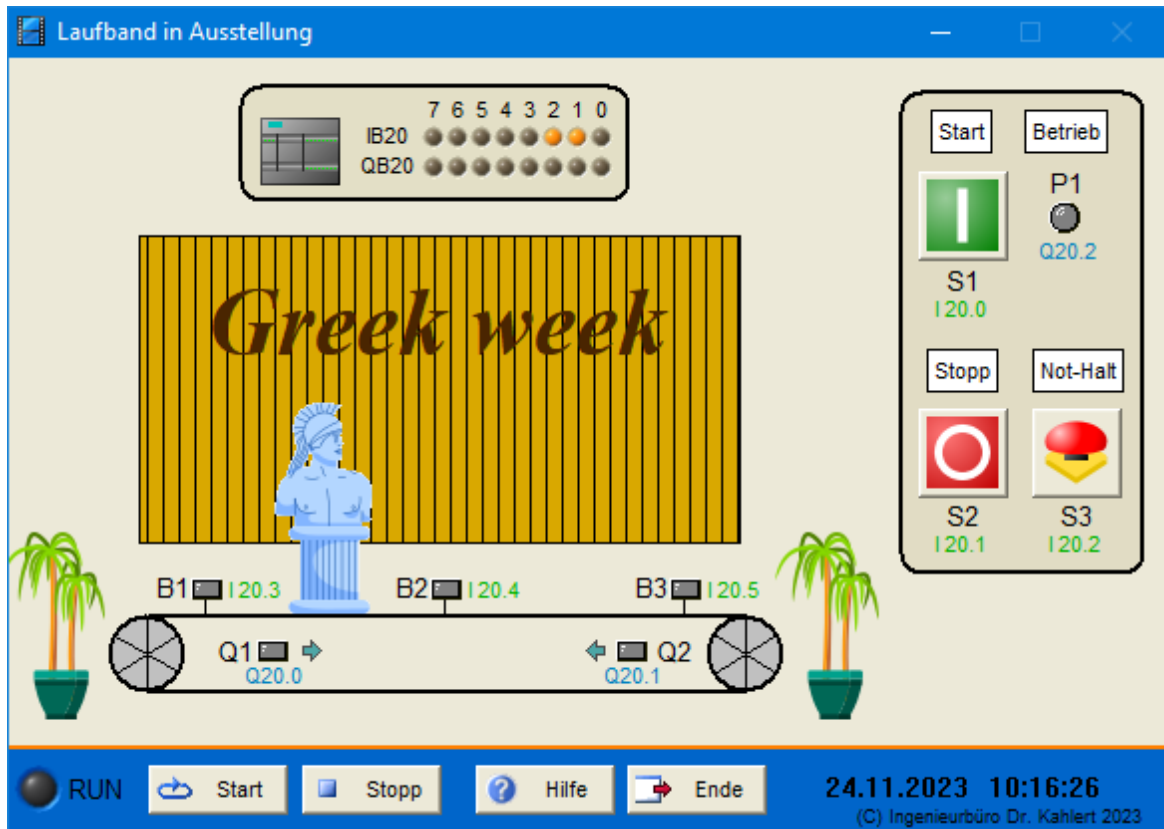 Laufband in Ausstellung
7 6 5 4 3 2 1 0
IB20
QB20
Start Betrieb
P1
Q20.2
S1
I 20.0
Greek week
Stopp Not-Halt
S2 S3
I 20.1 I 20.2
B1 I 20.3 B2 I 20.4 B3 I 20.5
Q1 Q2
Q20.0 Q20.1
RUN Start Stopp ? Hilfe Ende 24.11.2023 10:16:26
(C) Ingenieurbüro Dr. Kahlert 2023